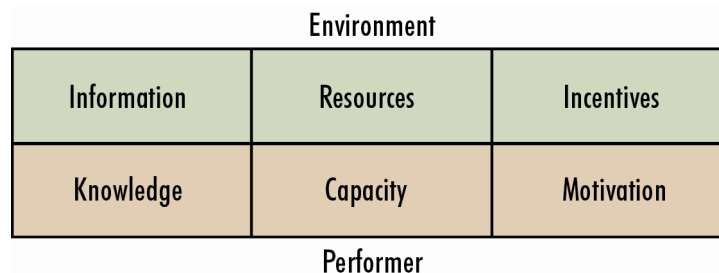 Environment
Information Resources Incentives
Knowledge Capacity Motivation
Performer